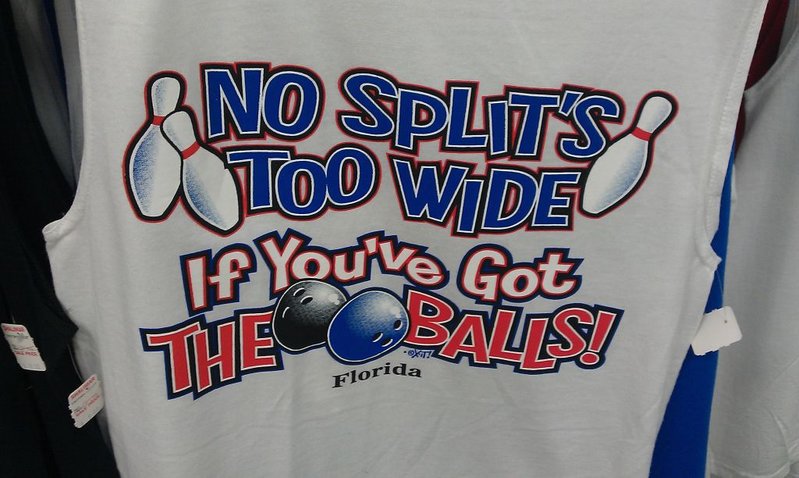 NO SPLIT'S
TOO WIDE
If You've Got
THE BALLS!
Florida